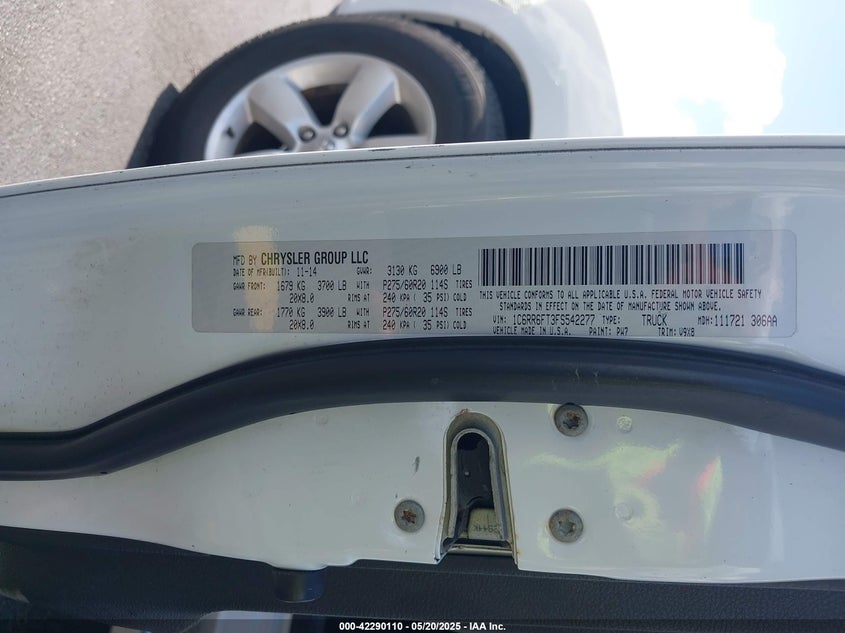 MFD BY CHRYSLER GROUP LLC
DATE OF MFR(BUILT): 11-14 GVWR: 3130 KG 6900 LB
GAWR FRONT: 1679 KG 3700 LB WITH P275/60R20 114S TIRES
20X8.0 RIMS AT 240 KPA ( 35 PSI) COLD
GAWR REAR: 1770 KG 3900 LB WITH P275/60R20 114S TIRES
20X8.0 RIMS AT 240 KPA ( 35 PSI) COLD
THIS VEHICLE CONFORMS TO ALL APPLICABLE U.S.A. FEDERAL MOTOR VEHICLE SAFETY
STANDARDS IN EFFECT ON THE DATE OF MANUFACTURE SHOWN ABOVE.
VIN: 1C6RR6FT3FS542277 TYPE: TRUCK MDH: 111721 306AA
VEHICLE MADE IN U.S.A. PAINT: PW7 TRIM: V9X8
000-42290110 — 05/20/2025 — IAA Inc.